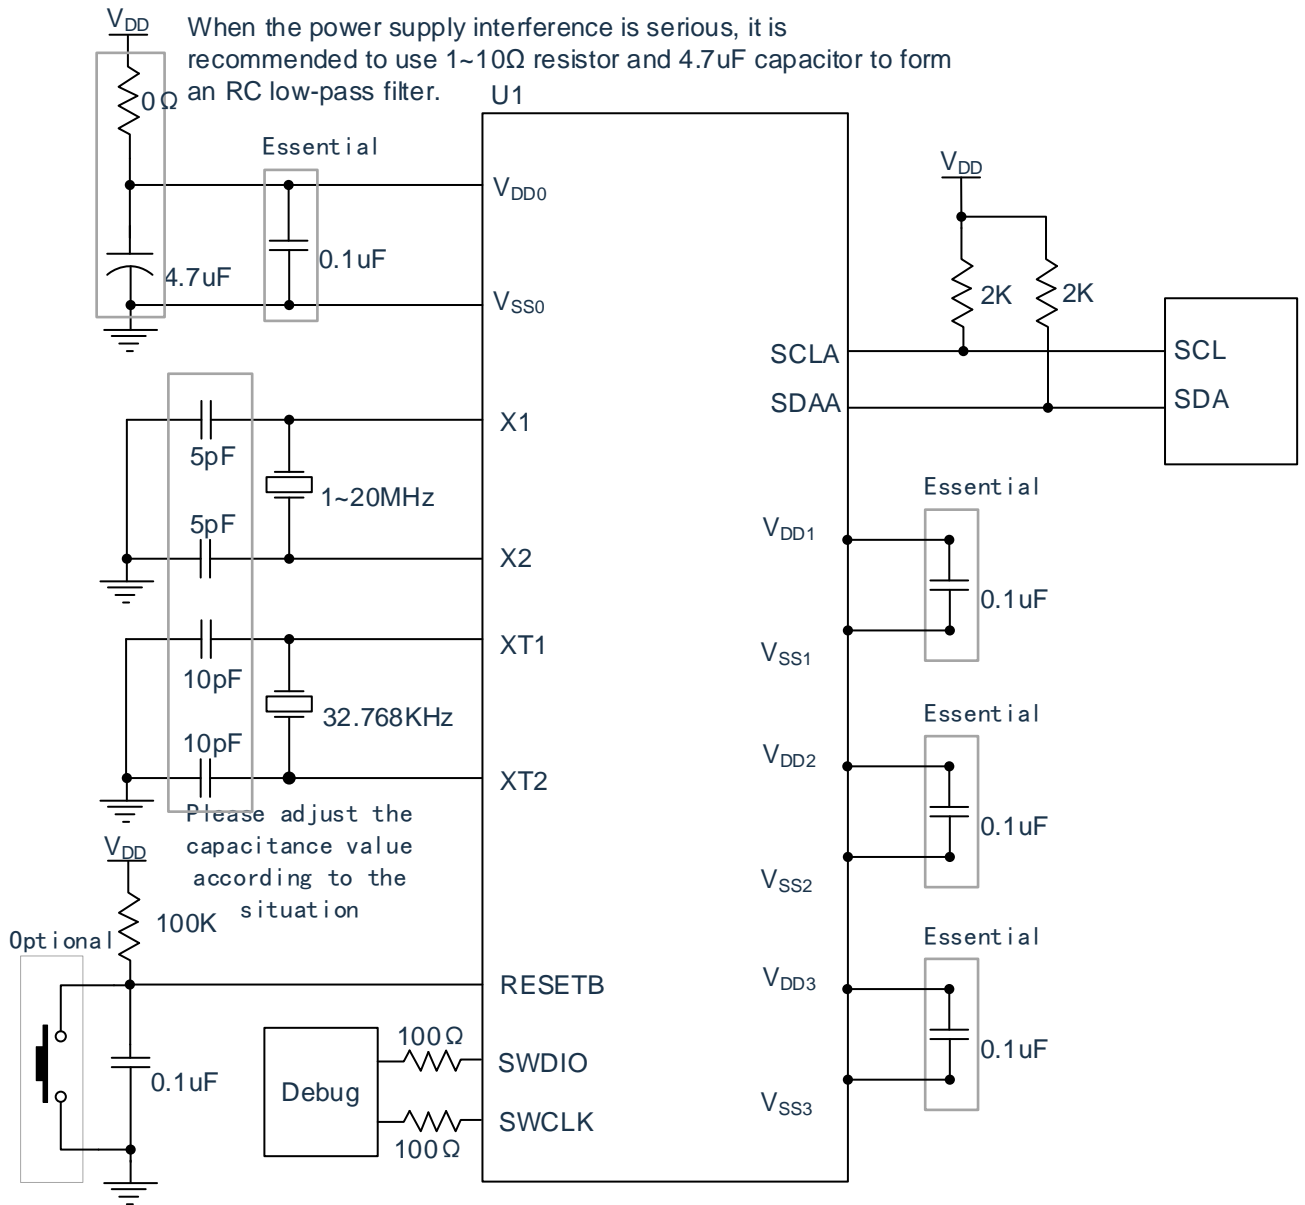 VDD
When the power supply interference is serious, it is
recommended to use 1~10Ω resistor and 4.7uF capacitor to form
an RC low-pass filter.
0Ω
U1
Essential
VDD0
0.1uF
4.7uF
VSS0
VDD
2K
2K
SCLA
SCL
SDAA
SDA
X1
5pF
1~20MHz
5pF
X2
XT1
10pF
32.768KHz
10pF
XT2
Please adjust the
capacitance value
according to the
situation
Essential
VDD1
0.1uF
VSS1
Essential
VDD2
0.1uF
VSS2
Essential
VDD3
0.1uF
VSS3
VDD
100K
Optional
RESETB
0.1uF
Debug
100Ω
SWDIO
SWCLK
100Ω